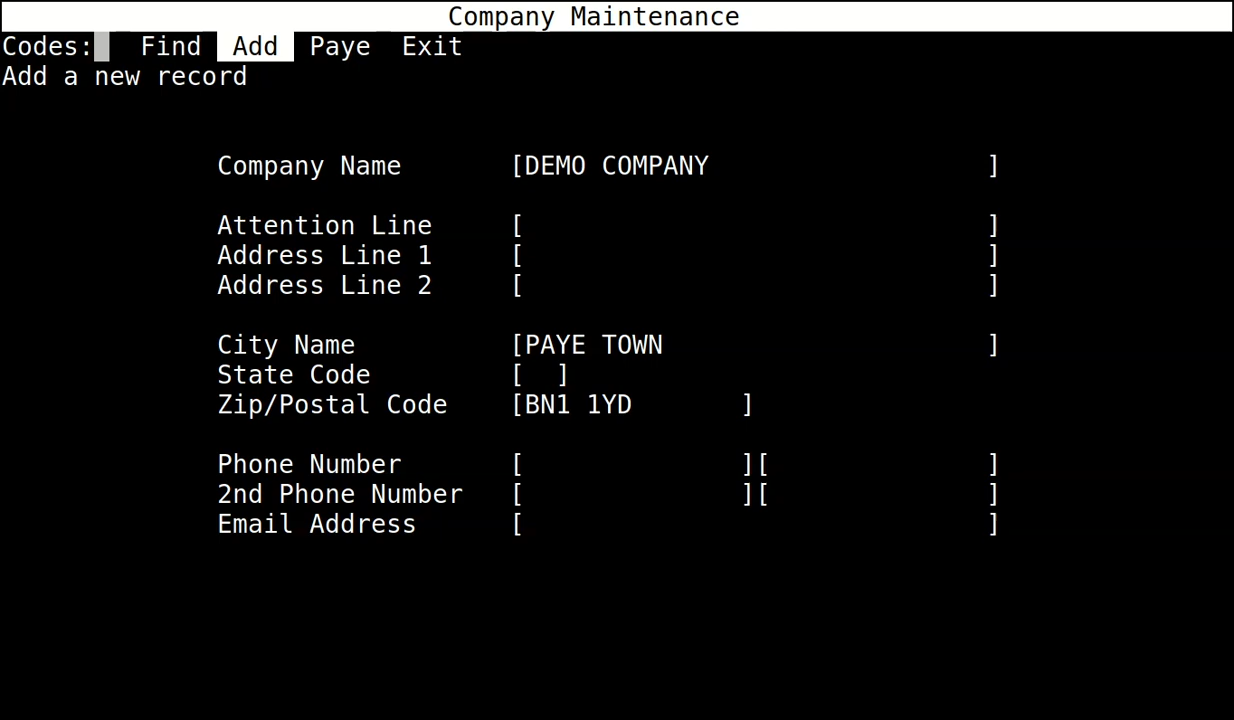 Company Maintenance
Codes: Find Add Paye Exit
Add a new record
Company Name [DEMO COMPANY ]
Attention Line [ ]
Address Line 1 [ ]
Address Line 2 [ ]
City Name [PAYE TOWN ]
State Code [ ]
Zip/Postal Code [BN1 1YD ]
Phone Number [ ][ ]
2nd Phone Number [ ][ ]
Email Address [ ]